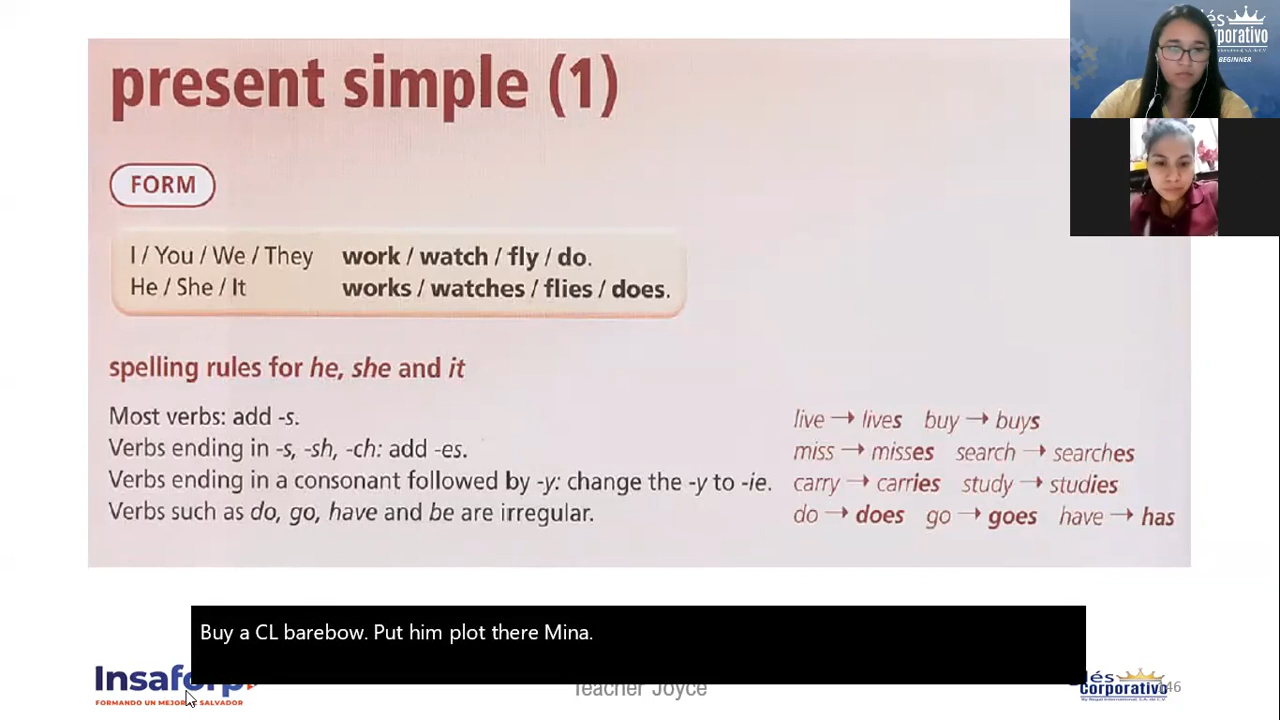 present simple (1)
FORM
I / You / We / They work / watch / fly / do.
He / She / It works / watches / flies / does.
spelling rules for he, she and it
Most verbs: add -s. live → lives buy → buys
Verbs ending in -s, -sh, -ch: add -es. miss → misses search → searches
Verbs ending in a consonant followed by -y: change the -y to -ie. carry → carries study → studies
Verbs such as do, go, have and be are irregular. do → does go → goes have → has
Buy a CL barebow. Put him plot there Mina.
Insaforp
FORMANDO UN MEJOR SALVADOR
Teacher Joyce
corporativo
146
BEGINNER